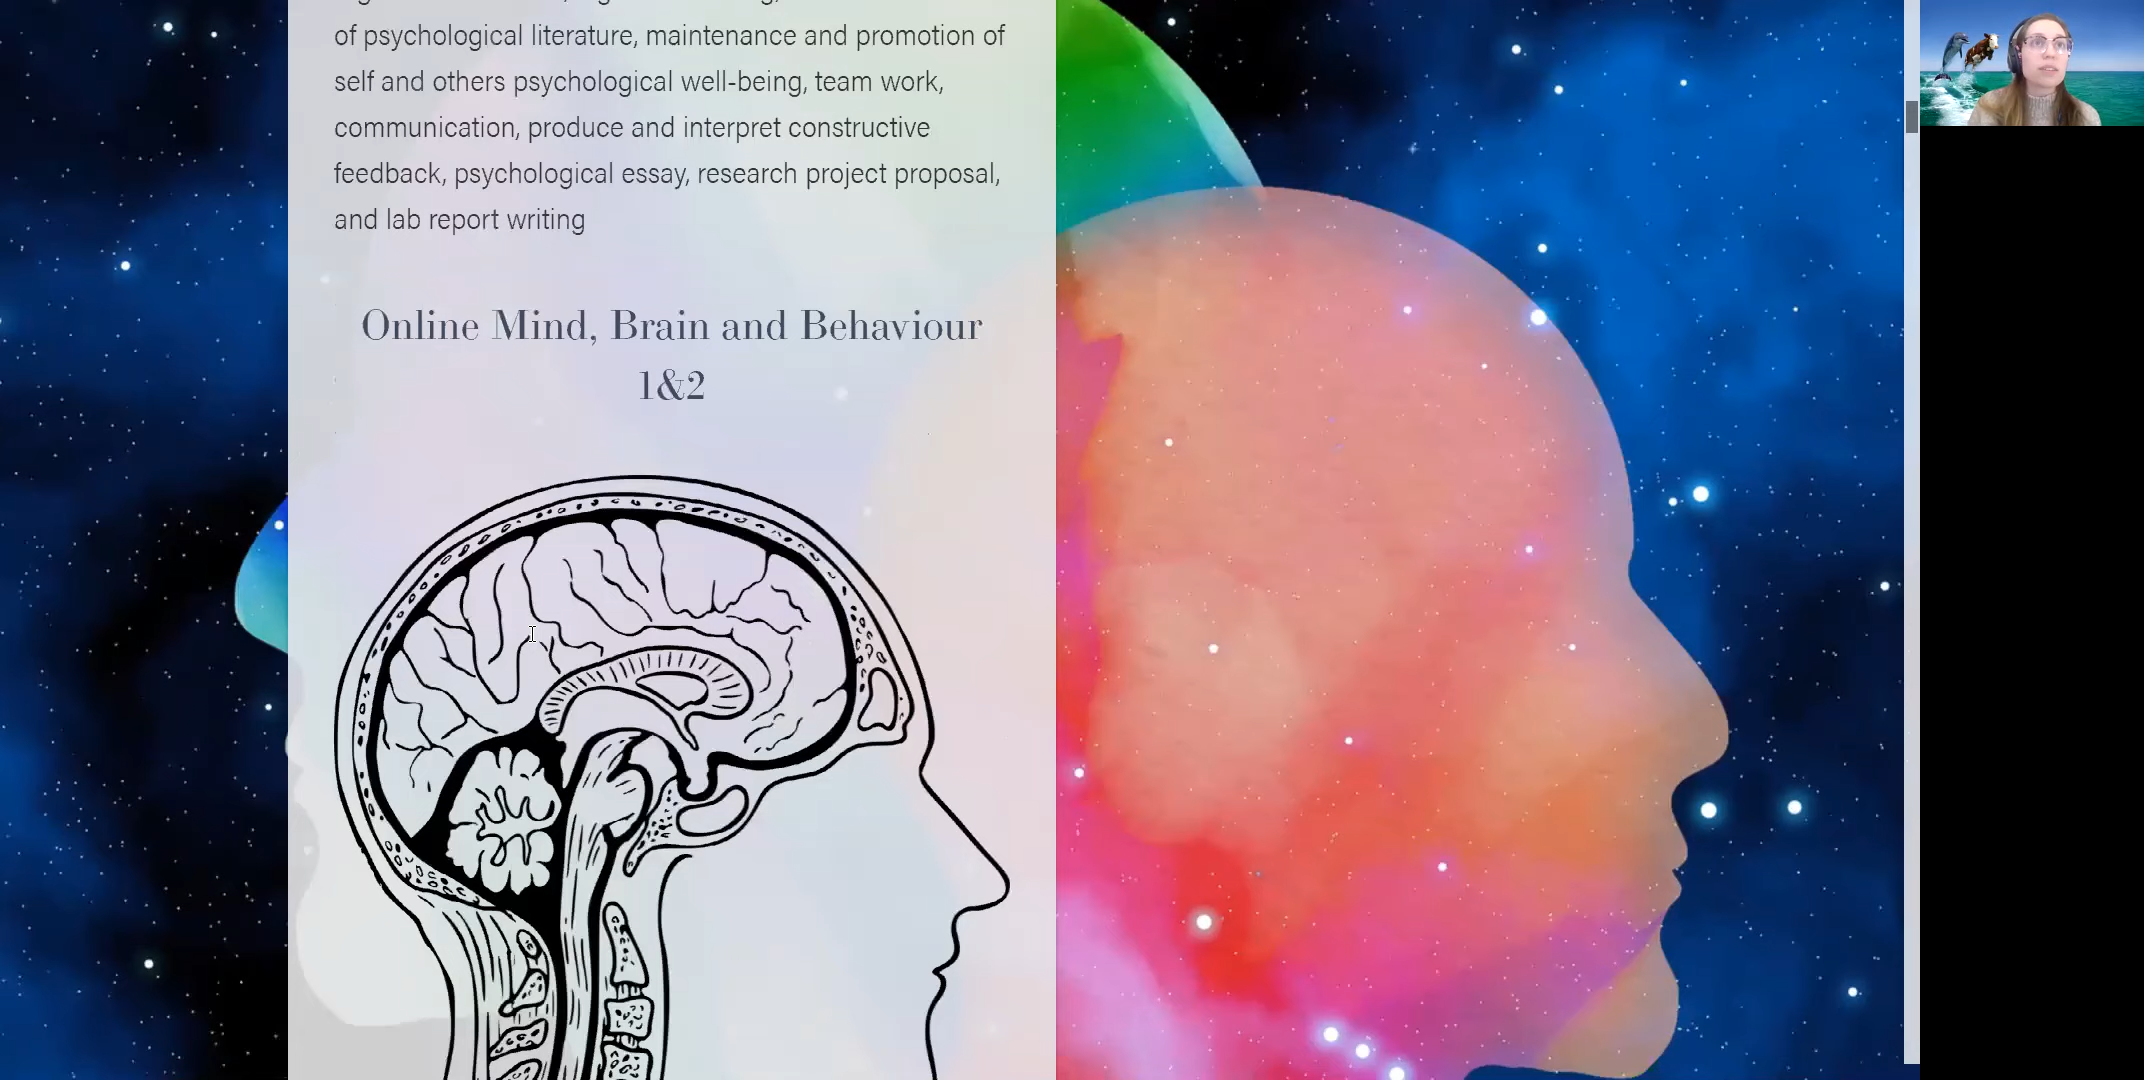 of psychological literature, maintenance and promotion of
self and others psychological well-being, team work,
communication, produce and interpret constructive
feedback, psychological essay, research project proposal,
and lab report writing
Online Mind, Brain and Behaviour
1&2